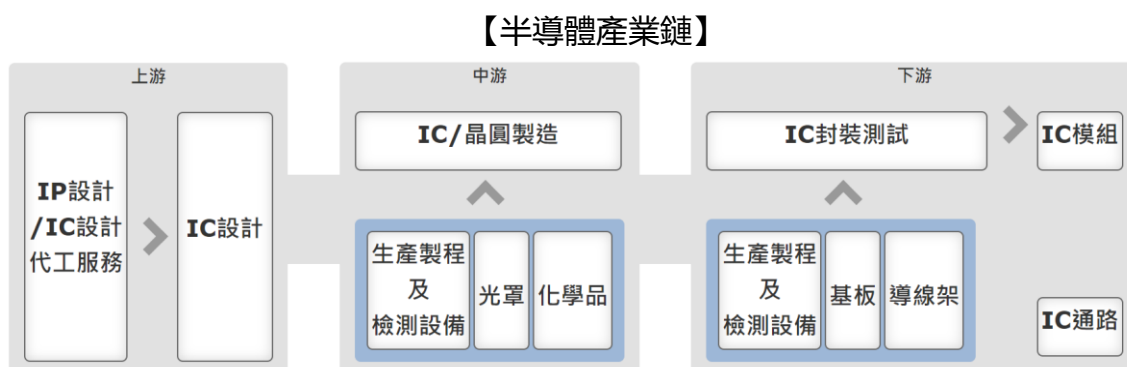 【半導體產業鏈】
上游
IP設計
/IC設計
代工服務
IC設計
中游
IC/晶圓製造
生產製程
及
檢測設備
光罩
化學品
下游
IC封裝測試
IC模組
生產製程
及
檢測設備
基板
導線架
IC通路